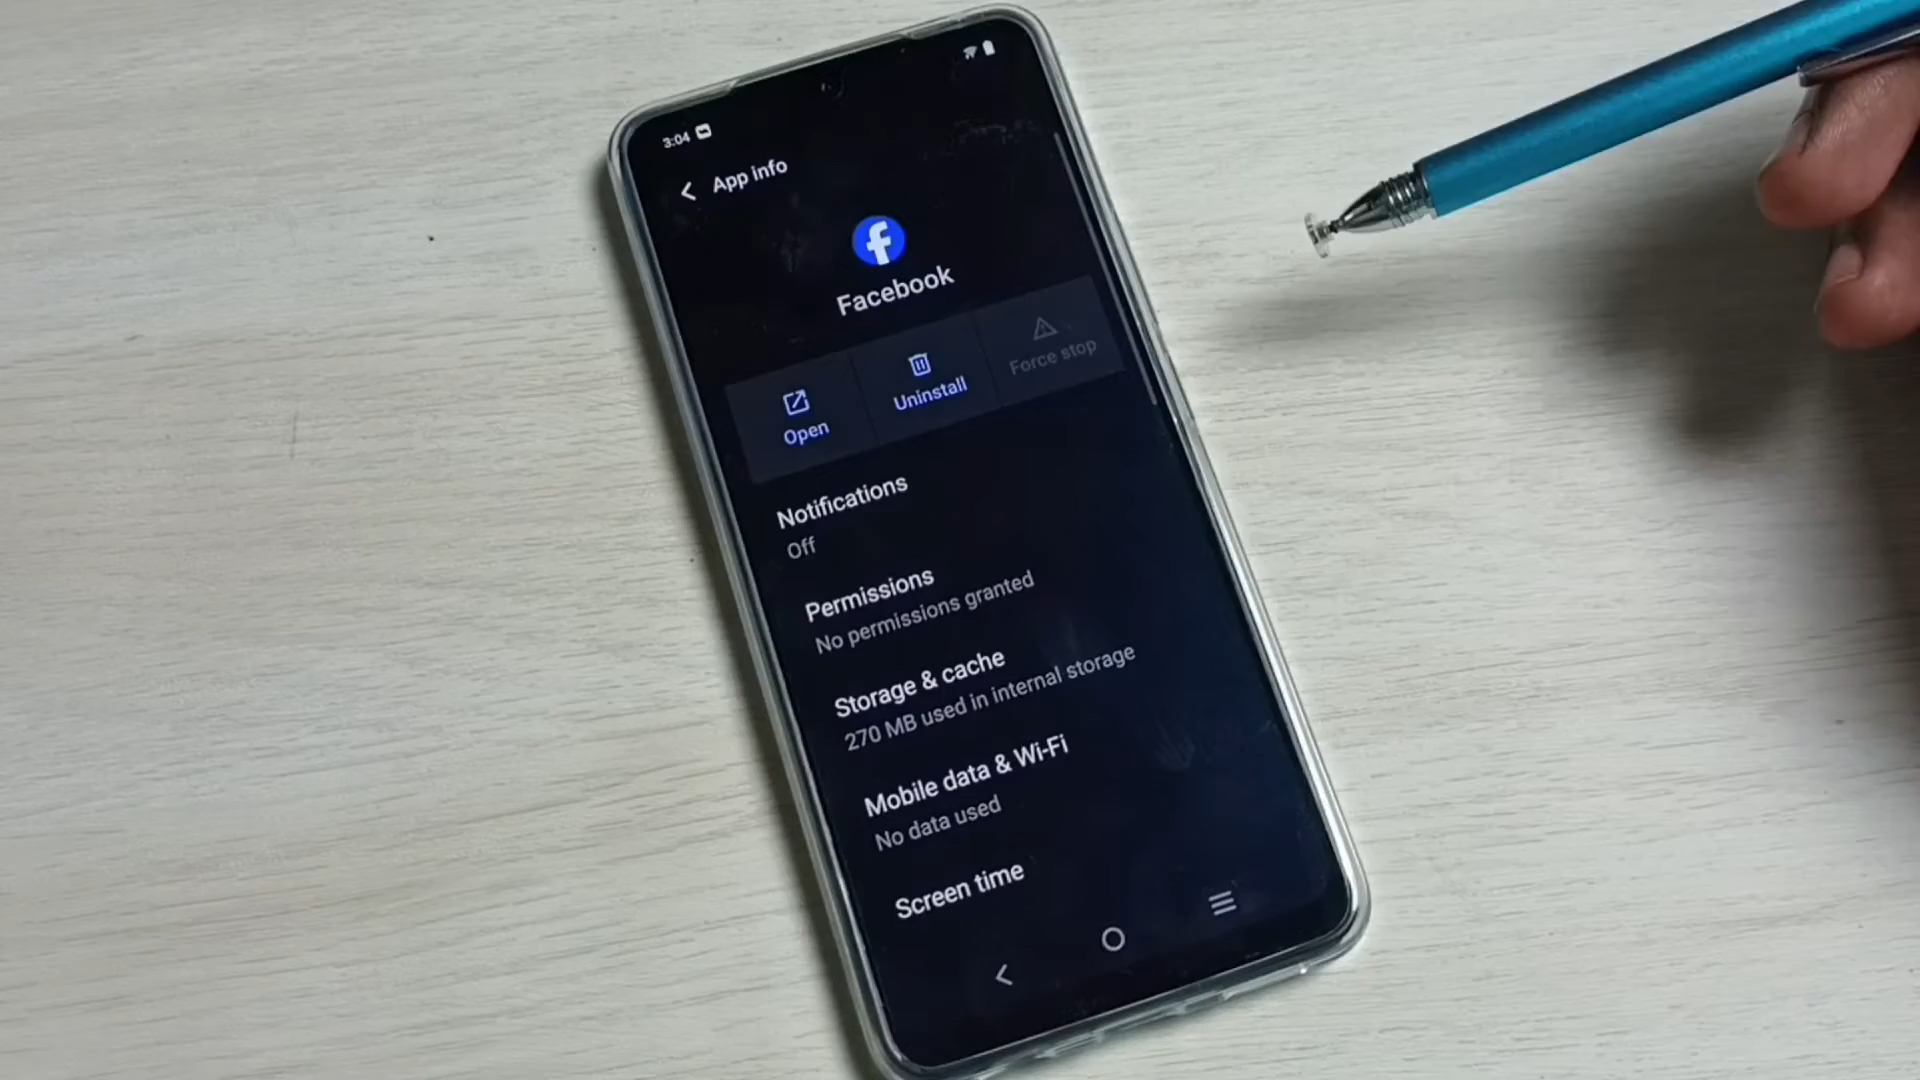 3:04
App info
Facebook
Open
Uninstall
Force stop
Notifications
Off
Permissions
No permissions granted
Storage & cache
270 MB used in internal storage
Mobile data & Wi-Fi
No data used
Screen time